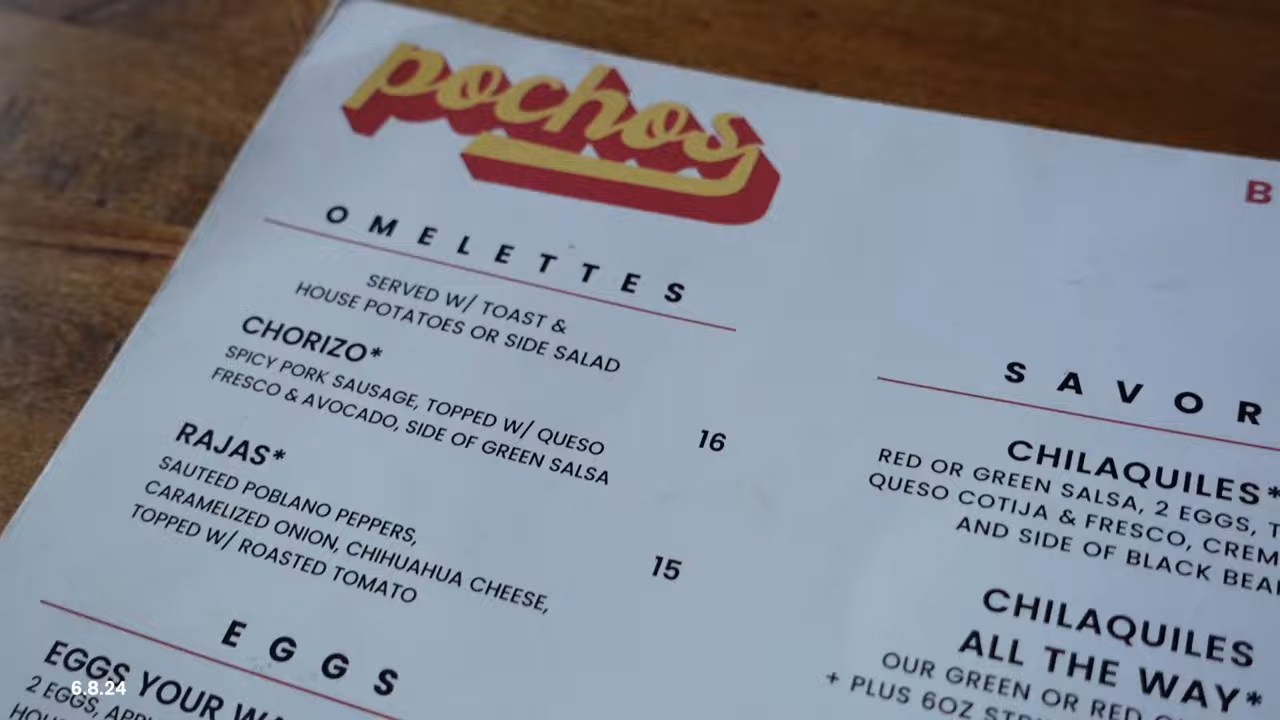 pochos
B
OMELETTES
SERVED W/ TOAST &
HOUSE POTATOES OR SIDE SALAD
CHORIZO*
SPICY PORK SAUSAGE, TOPPED W/ QUESO
FRESCO & AVOCADO, SIDE OF GREEN SALSA
16
RAJAS*
SAUTEED POBLANO PEPPERS,
CARAMELIZED ONION, CHIHUAHUA CHEESE,
TOPPED W/ ROASTED TOMATO
15
EGGS
EGGS YOUR
2 EGGS,
SAVOR
CHILAQUILES*
RED OR GREEN SALSA, 2 EGGS, T
QUESO COTIJA & FRESCO, CREM
AND SIDE OF BLACK BEA
CHILAQUILES
ALL THE WAY*
OUR GREEN OR RED
+ PLUS 6OZ
6.8.24